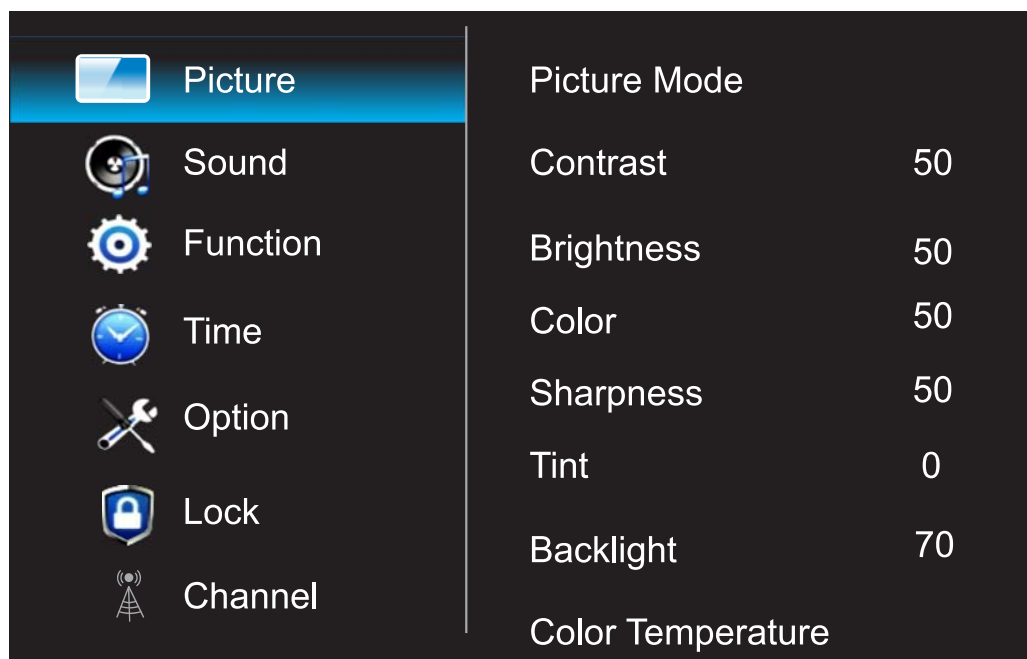 Picture
Sound
Function
Time
Option
Lock
Channel
Picture Mode
Contrast 50
Brightness 50
Color 50
Sharpness 50
Tint 0
Backlight 70
Color Temperature